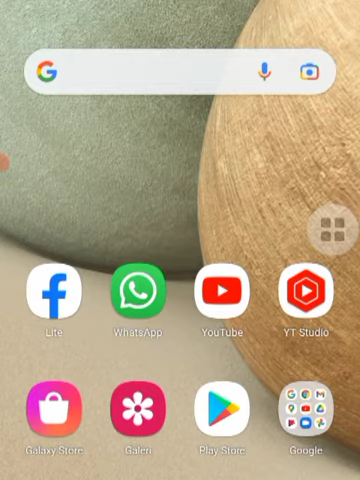 Lite
WhatsApp
YouTube
YT Studio
Galaxy Store
Galeri
Play Store
Google